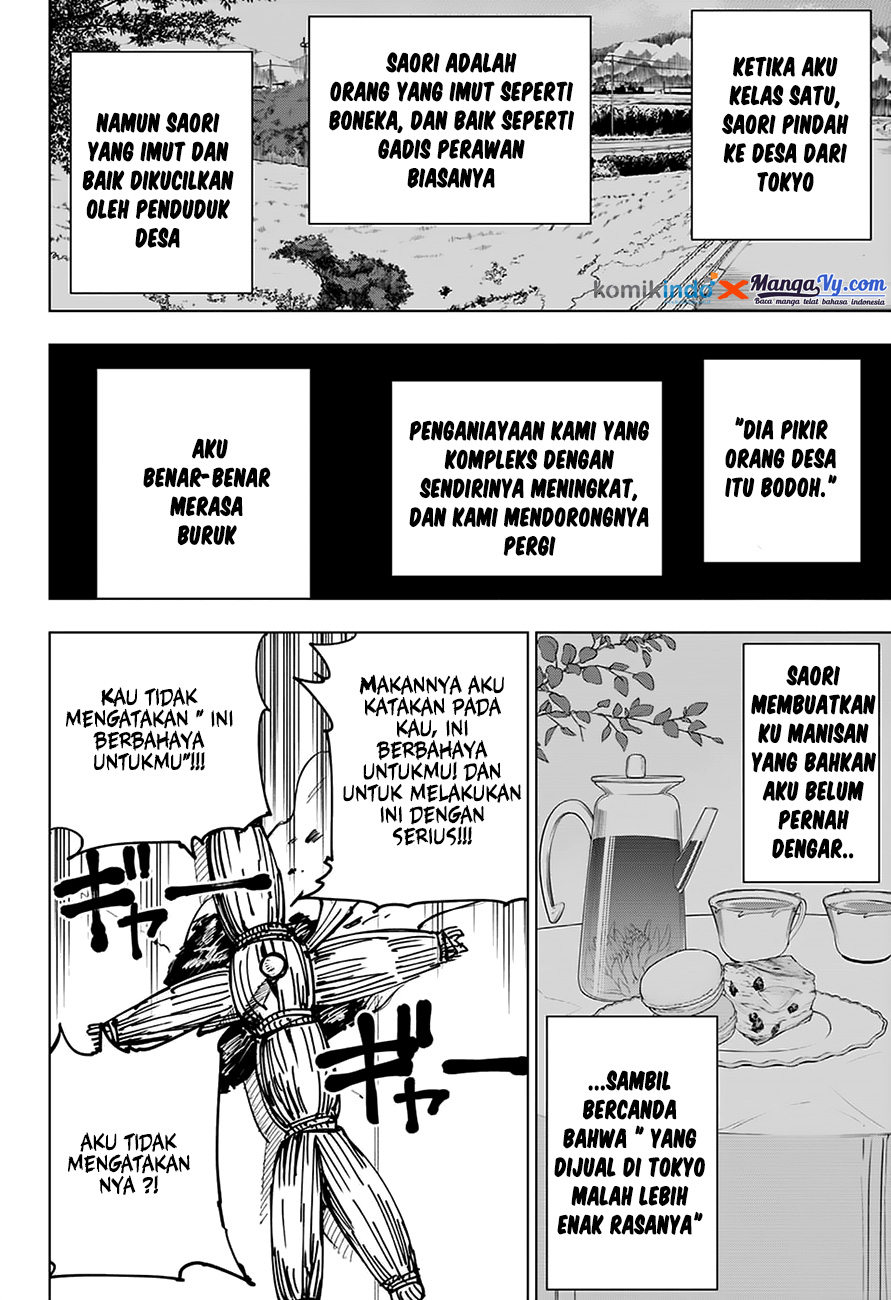 KETIKA AKU
KELAS SATU,
SAORI PINDAH
KE DESA DARI
TOKYO
SAORI ADALAH
ORANG YANG IMUT SEPERTI
BONEKA, DAN BAIK SEPERTI
GADIS PERAWAN
BIASANYA
NAMUN SAORI
YANG IMUT DAN
BAIK DIKUCILKAN
OLEH PENDUDUK
DESA
komikindo
MangaVy.com
Baca manga telat bahasa indonesia
"DIA PIKIR
ORANG DESA
ITU BODOH."
PENGANIAYAAN KAMI YANG
KOMPLEKS DENGAN
SENDIRINYA MENINGKAT,
DAN KAMI MENDORONGNYA
PERGI
AKU
BENAR-BENAR
MERASA
BURUK
SAORI
MEMBUATKAN
KU MANISAN
YANG BAHKAN
AKU BELUM
PERNAH
DENGAR..
...SAMBIL
BERCANDA
BAHWA " YANG
DIJUAL DI TOKYO
MALAH LEBIH
ENAK RASANYA"
MAKANNYA AKU
KATAKAN PADA
KAU, INI
BERBAHAYA
UNTUKMU! DAN
UNTUK MELAKUKAN
INI DENGAN
SERIUS!!!
KAU TIDAK
MENGATAKAN " INI
BERBAHAYA
UNTUKMU"!!!
ギャー
ギャー
AKU TIDAK
MENGATAKAN
NYA ?!